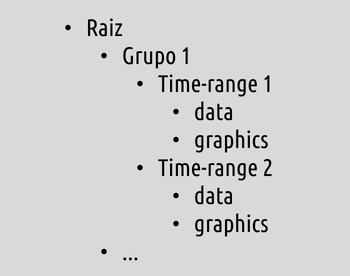 • Raiz
• Grupo 1
• Time-range 1
• data
• graphics
• Time-range 2
• data
• graphics
• ...